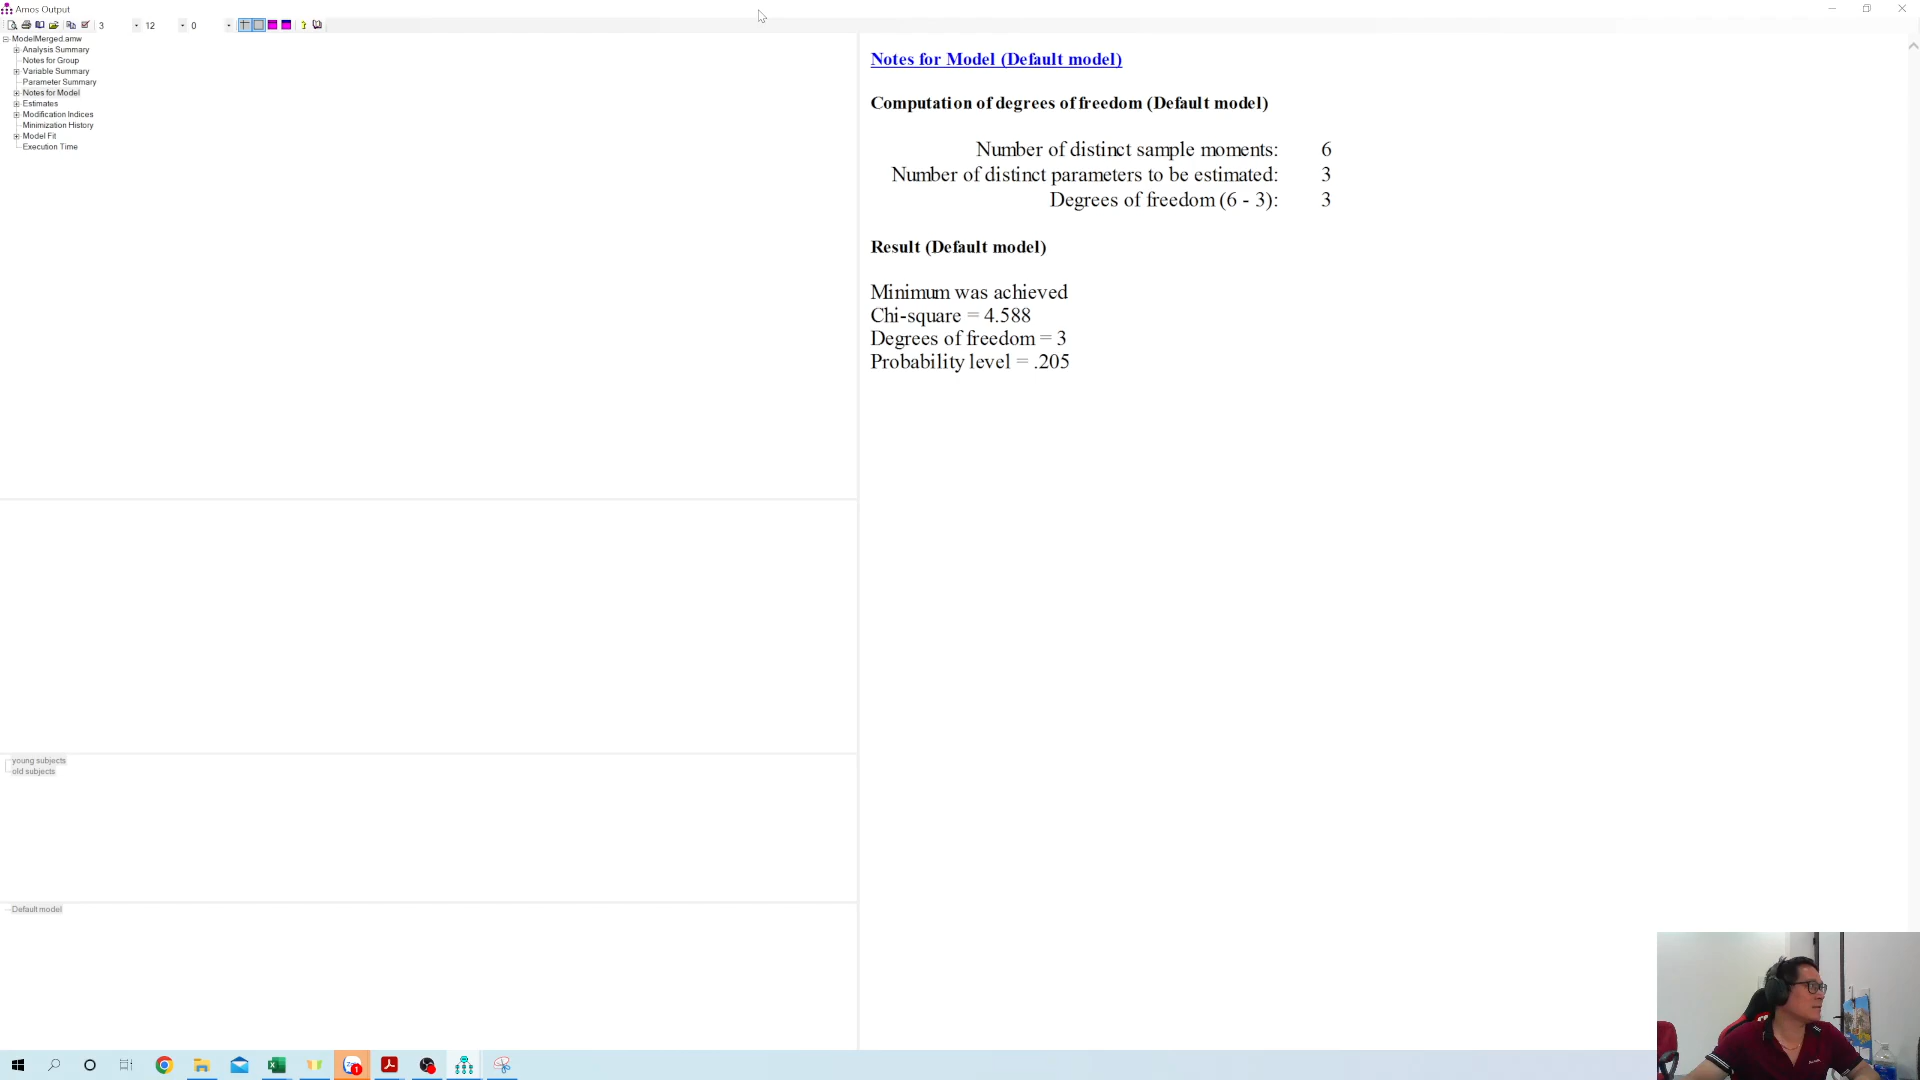 Amos Output
3
12
0
ModelMerged.amw
Analysis Summary
Notes for Group
Variable Summary
Parameter Summary
Notes for Model
Estimates
Modification Indices
Minimization History
Model Fit
Execution Time
young subjects
old subjects
Default model
Notes for Model (Default model)
Computation of degrees of freedom (Default model)
Number of distinct sample moments: 6
Number of distinct parameters to be estimated: 3
Degrees of freedom (6 - 3): 3
Result (Default model)
Minimum was achieved
Chi-square = 4.588
Degrees of freedom = 3
Probability level = .205